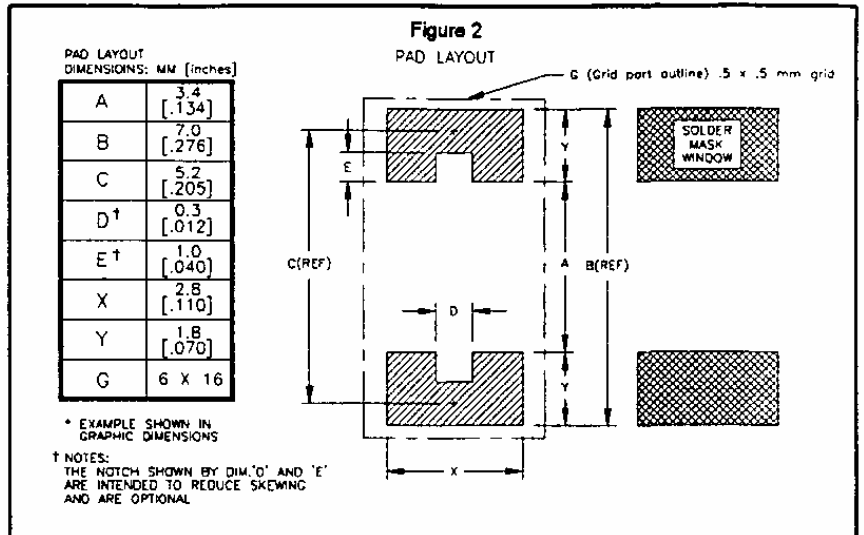 Figure 2
PAD LAYOUT
DIMENSIOINS: MM [inches]
A 3.4 [.134]
B 7.0 [.276]
C 5.2 [.205]
D† 0.3 [.012]
E† 1.0 [.040]
X 2.8 [.110]
Y 1.8 [.070]
G 6 X 16
* EXAMPLE SHOWN IN
GRAPHIC DIMENSIONS
† NOTES:
THE NOTCH SHOWN BY DIM.'D' AND 'E'
ARE INTENDED TO REDUCE SKEWING
AND ARE OPTIONAL
PAD LAYOUT
G (Grid part outline) .5 x .5 mm grid
E
Y
C(REF)
A
B(REF)
D
Y
X
SOLDER
MASK
WINDOW